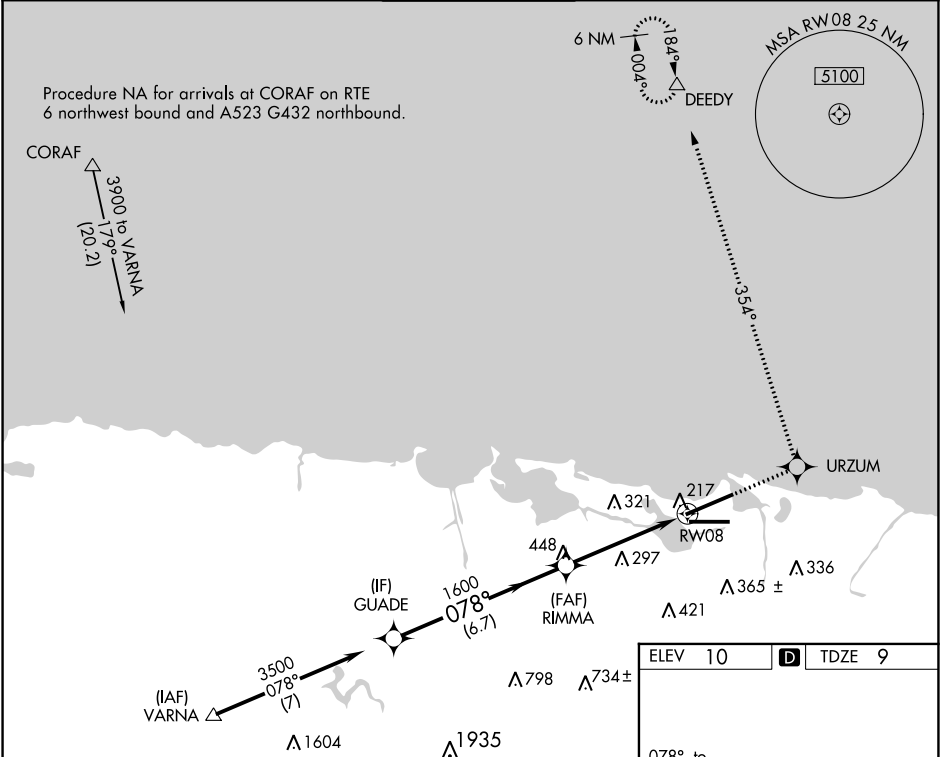 6 NM
184°
004°
DEEDY
MSA RW08 25 NM
5100
Procedure NA for arrivals at CORAF on RTE
6 northwest bound and A523 G432 northbound.
CORAF
3900 to VARNA
179°
(20.2)
354°
URZUM
321
217
RW08
448
297
336
365 ±
421
(IF)
GUADE
1600
078°
(6.7)
(FAF)
RIMMA
3500
078°
(7)
(IAF)
VARNA
798
734±
1604
1935
ELEV 10 D TDZE 9
078° to